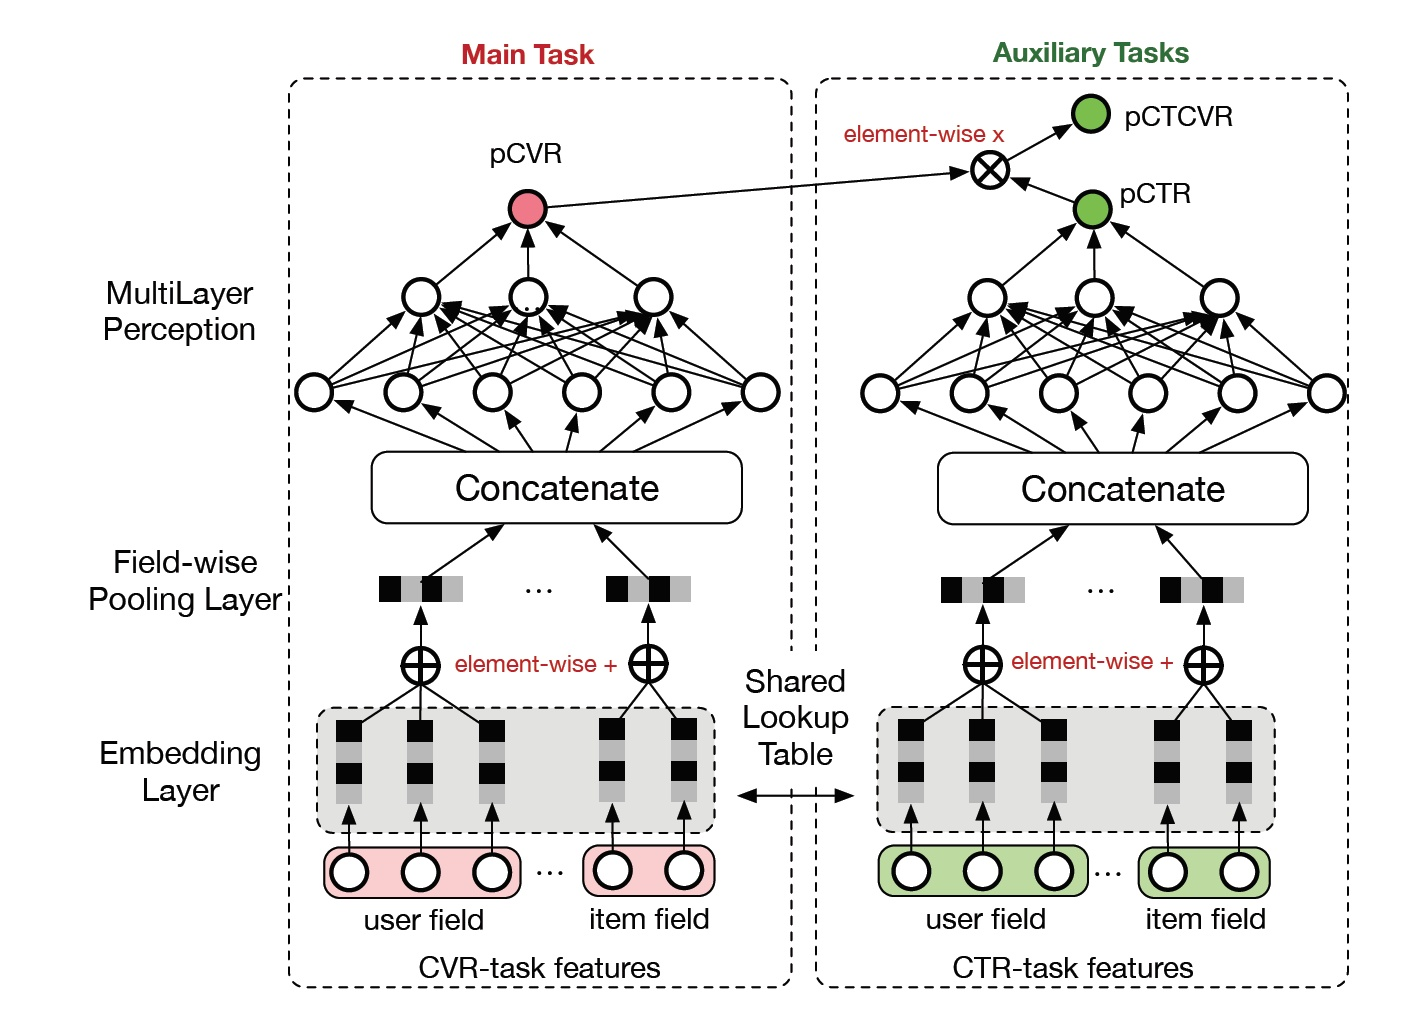 Main Task
Auxiliary Tasks
pCTCVR
element-wise x
pCVR
pCTR
MultiLayer
Perception
Concatenate
Concatenate
Field-wise
Pooling Layer
...
...
element-wise +
element-wise +
Shared
Lookup
Table
Embedding
Layer
...
...
user field
item field
user field
item field
CVR-task features
CTR-task features